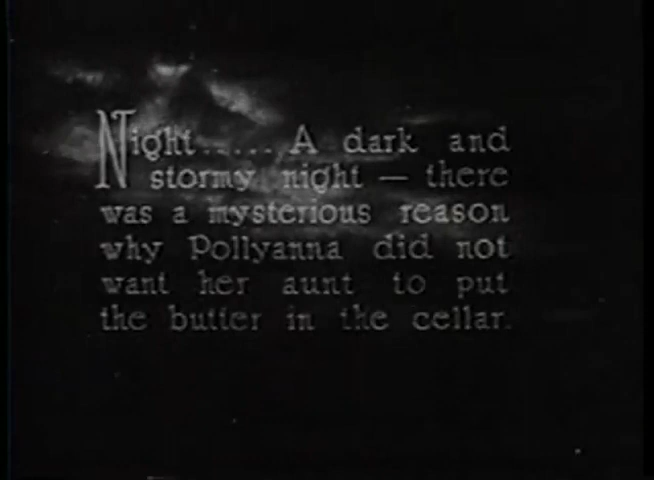 Night..... A dark and
stormy night — there
was a mysterious reason
why Pollyanna did not
want her aunt to put
the butter in the cellar.